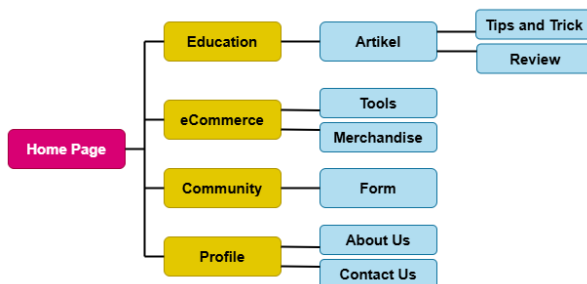 Home Page
Education
Artikel
Tips and Trick
Review
eCommerce
Tools
Merchandise
Community
Form
Profile
About Us
Contact Us